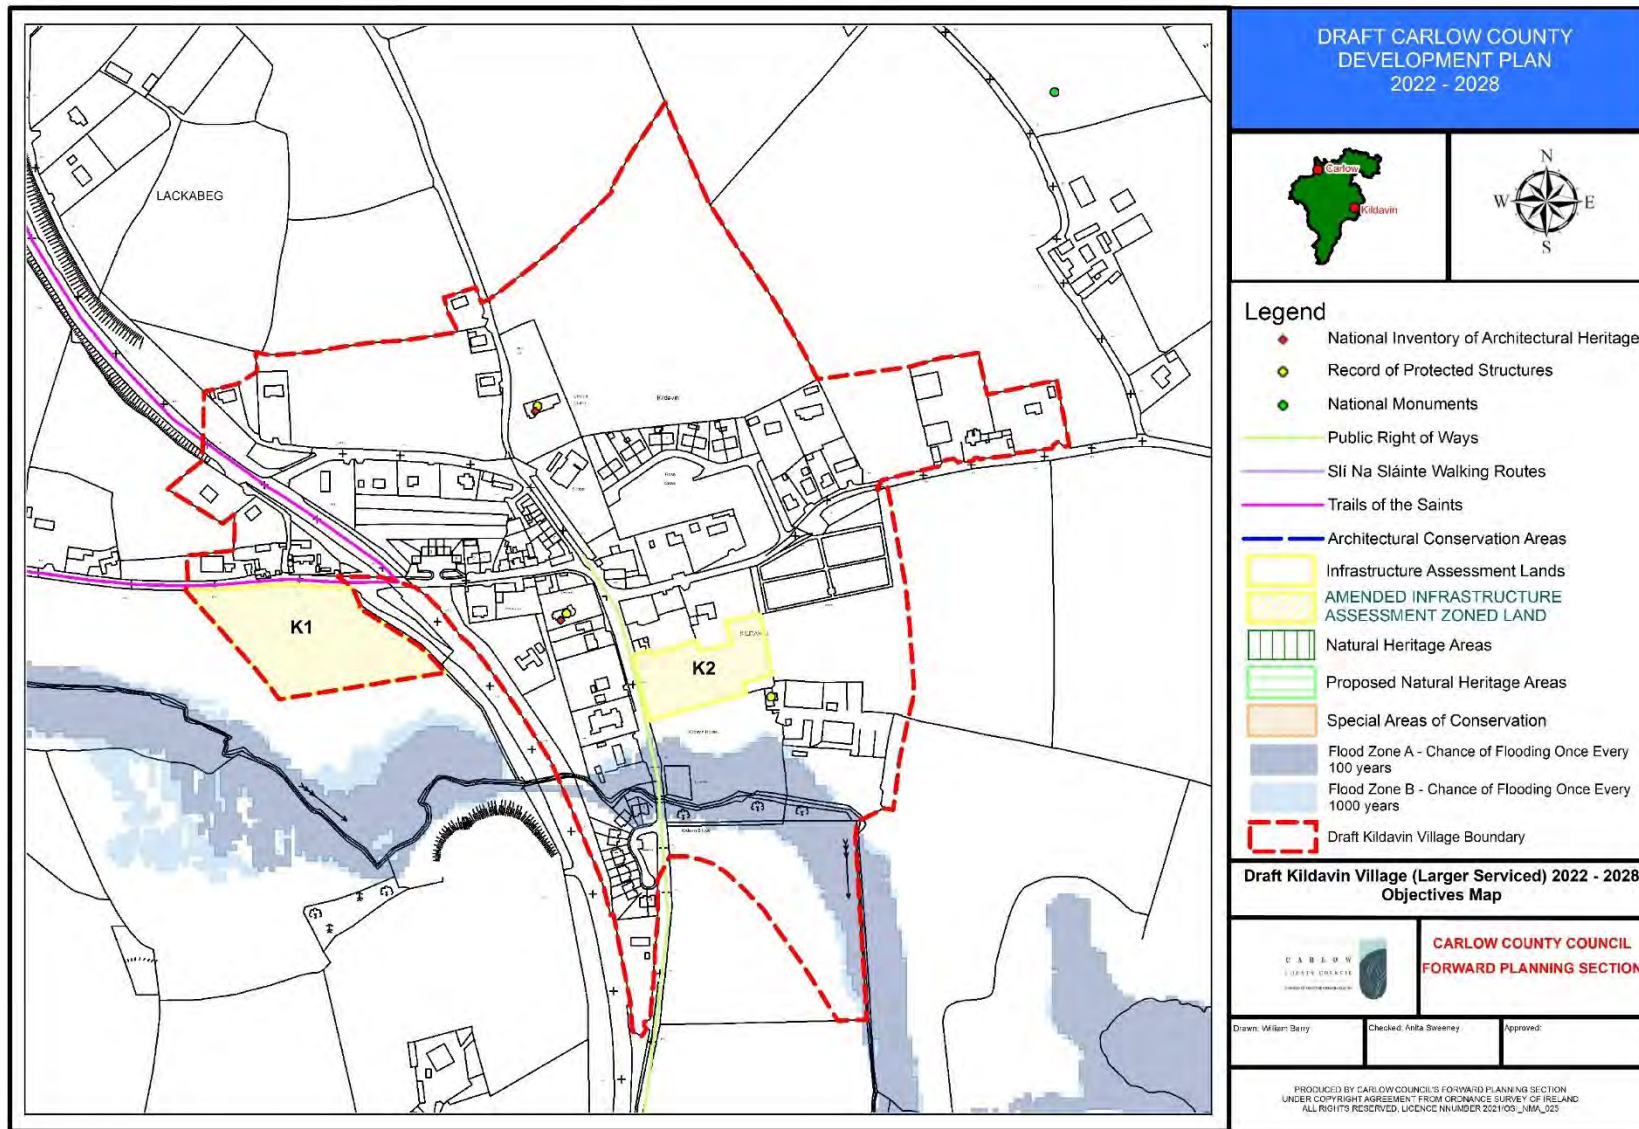 DRAFT CARLOW COUNTY
DEVELOPMENT PLAN
2022 - 2028
Carlow
Kildavin
N
W
E
S
Legend
National Inventory of Architectural Heritage
Record of Protected Structures
National Monuments
Public Right of Ways
Slí Na Sláinte Walking Routes
Trails of the Saints
Architectural Conservation Areas
Infrastructure Assessment Lands
AMENDED INFRASTRUCTURE
ASSESSMENT ZONED LAND
Natural Heritage Areas
Proposed Natural Heritage Areas
Special Areas of Conservation
Flood Zone A - Chance of Flooding Once Every
100 years
Flood Zone B - Chance of Flooding Once Every
1000 years
Draft Kildavin Village Boundary
Draft Kildavin Village (Larger Serviced) 2022 - 2028
Objectives Map
CARLOW
COUNTY COUNCIL
CARLOW COUNTY COUNCIL
FORWARD PLANNING SECTION
Drawn: William Barry
Checked: Anita Sweeney
Approved:
PRODUCED BY CARLOW COUNCIL'S FORWARD PLANNING SECTION
UNDER COPYRIGHT AGREEMENT FROM ORDNANCE SURVEY OF IRELAND
ALL RIGHTS RESERVED, LICENCE NNUMBER 2021/OSI_NMA_025
LACKABEG
Kildavin
K1
K2